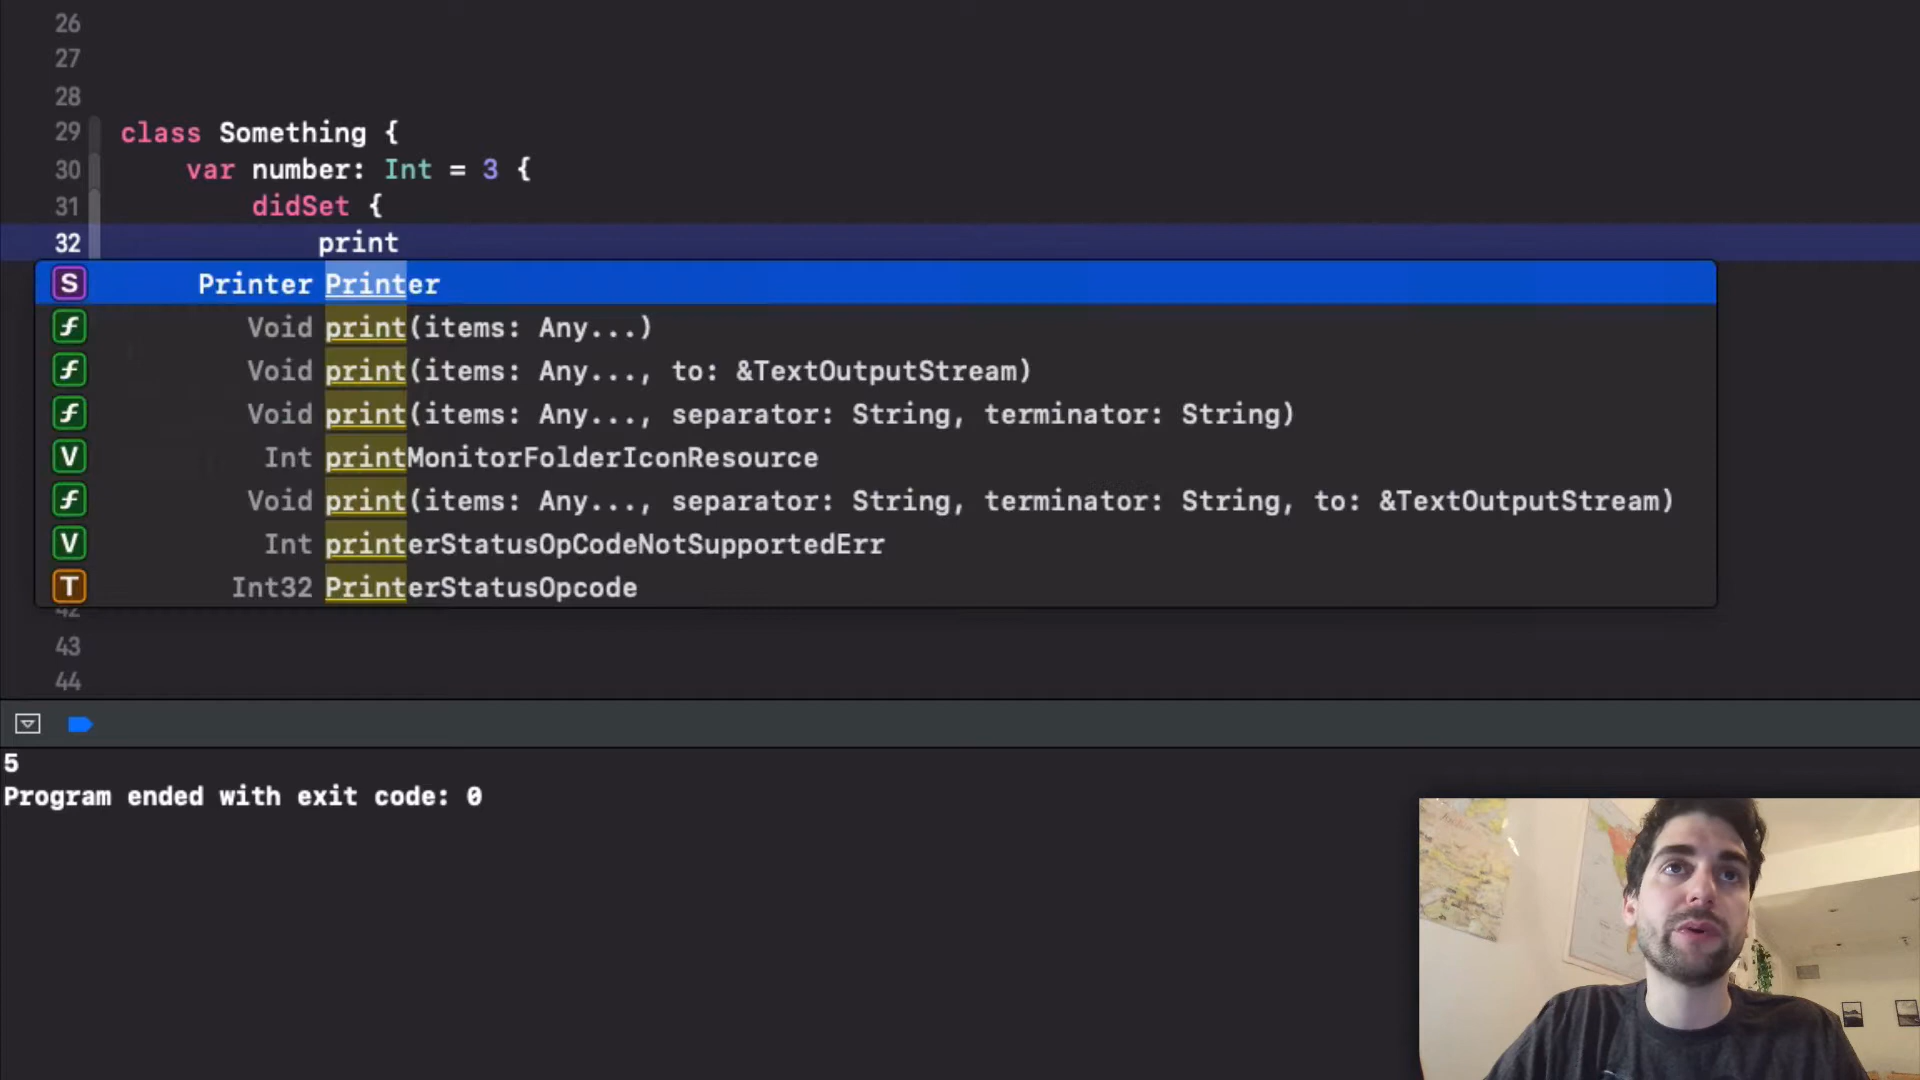 26
27
28
29 class Something {
30 var number: Int = 3 {
31 didSet {
32 print
S Printer Printer
f Void print(items: Any...)
f Void print(items: Any..., to: &TextOutputStream)
f Void print(items: Any..., separator: String, terminator: String)
V Int printMonitorFolderIconResource
f Void print(items: Any..., separator: String, terminator: String, to: &TextOutputStream)
V Int printerStatusOpCodeNotSupportedErr
T Int32 PrinterStatusOpcode
42
43
44
5
Program ended with exit code: 0